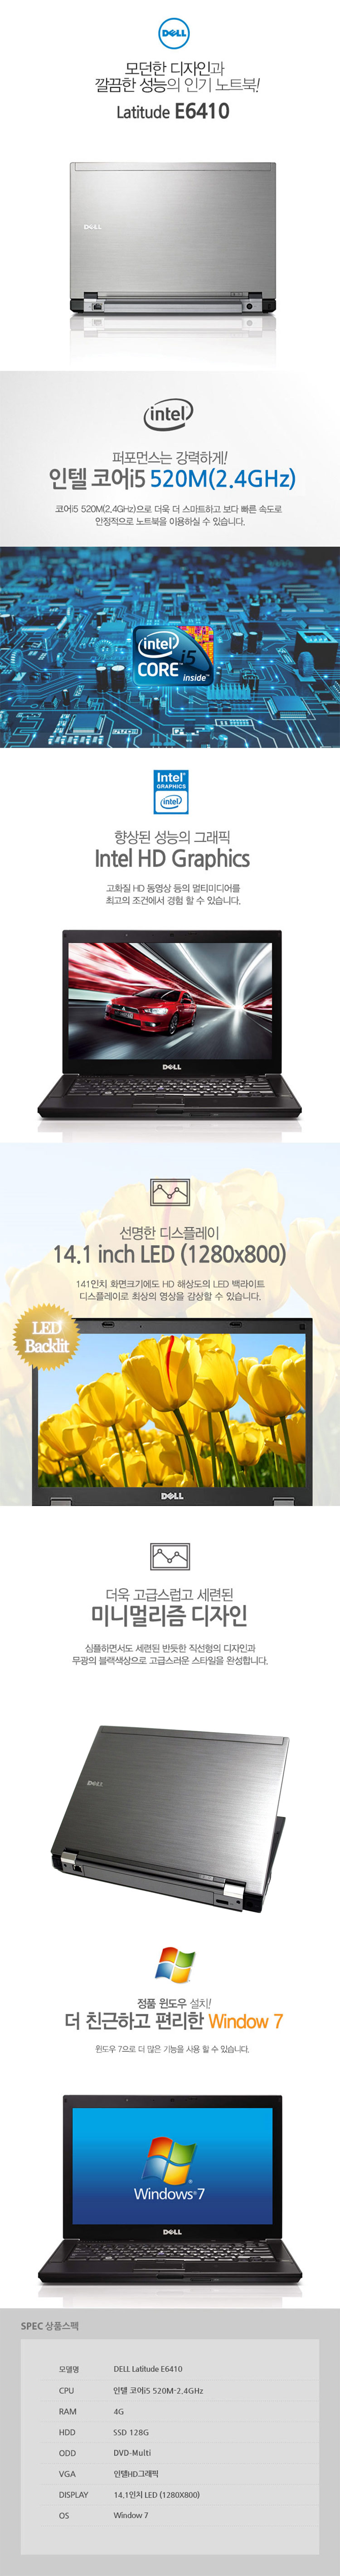 DELL
모던한 디자인과
깔끔한 성능의 인기 노트북!
Latitude E6410
DELL
intel
퍼포먼스는 강력하게!
인텔 코어i5 520M(2.4GHz)
코어i5 520M(2.4GHz)으로 더욱 더 스마트하고 보다 빠른 속도로
안정적으로 노트북을 이용하실 수 있습니다.
intel
CORE i5
inside™
Intel®
GRAPHICS
intel
향상된 성능의 그래픽
Intel HD Graphics
고화질 HD 동영상 등의 멀티미디어를
최고의 조건에서 경험 할 수 있습니다.
DELL
선명한 디스플레이
14.1 inch LED (1280x800)
141인치 화면크기에도 HD 해상도의 LED 백라이트
디스플레이로 최상의 영상을 감상할 수 있습니다.
LED
Backlit
DELL
더욱 고급스럽고 세련된
미니멀리즘 디자인
심플하면서도 세련된 반듯한 직선형의 디자인과
무광의 블랙색상으로 고급스러운 스타일을 완성합니다.
DELL
정품 윈도우 설치!
더 친근하고 편리한 Window 7
윈도우 7으로 더 많은 기능을 사용 할 수 있습니다.
Windows®7
DELL
SPEC 상품스펙
모델명 DELL Latitude E6410
CPU 인텔 코어i5 520M-2.4GHz
RAM 4G
HDD SSD 128G
ODD DVD-Multi
VGA 인텔HD그래픽
DISPLAY 14.1인치 LED (1280X800)
OS Window 7